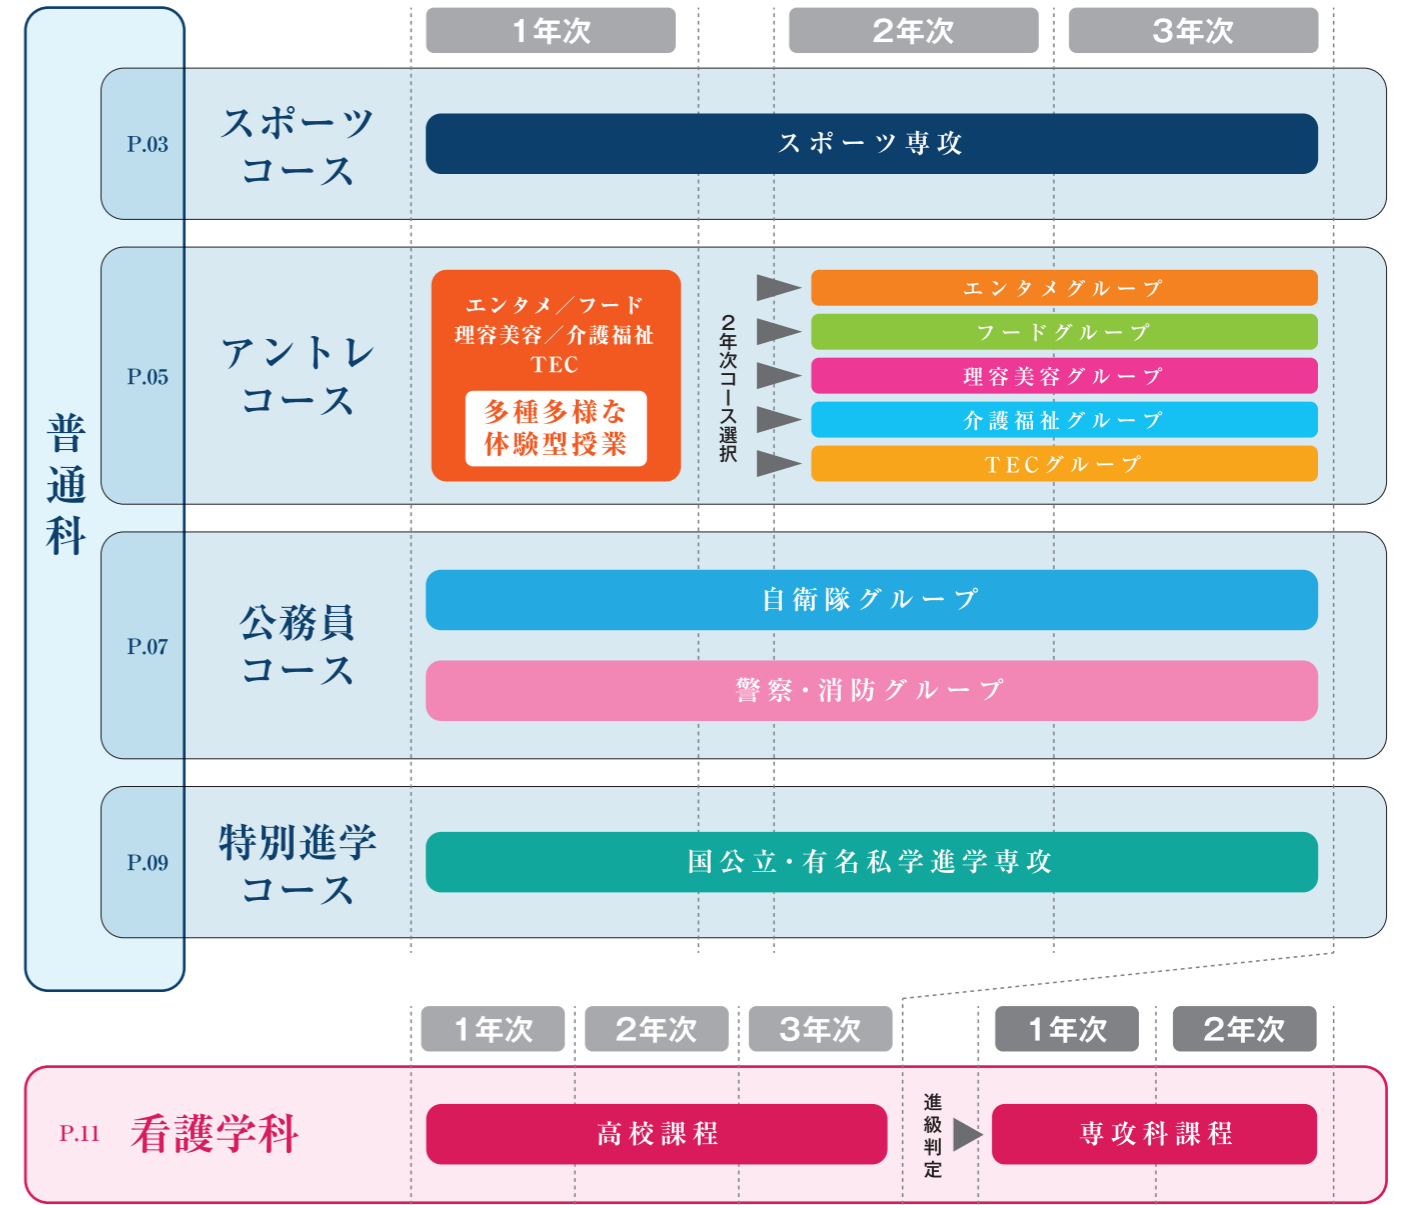 1年次
2年次
3年次
普通科
P.03
スポーツ
コース
スポーツ専攻
P.05
アントレ
コース
エンタメ／フード
理容美容／介護福祉
TEC
多種多様な
体験型授業
2年次コース選択
エンタメグループ
フードグループ
理容美容グループ
介護福祉グループ
TECグループ
P.07
公務員
コース
自衛隊グループ
警察・消防グループ
P.09
特別進学
コース
国公立・有名私学進学専攻
1年次
2年次
3年次
1年次
2年次
P.11
看護学科
高校課程
進級判定
専攻科課程